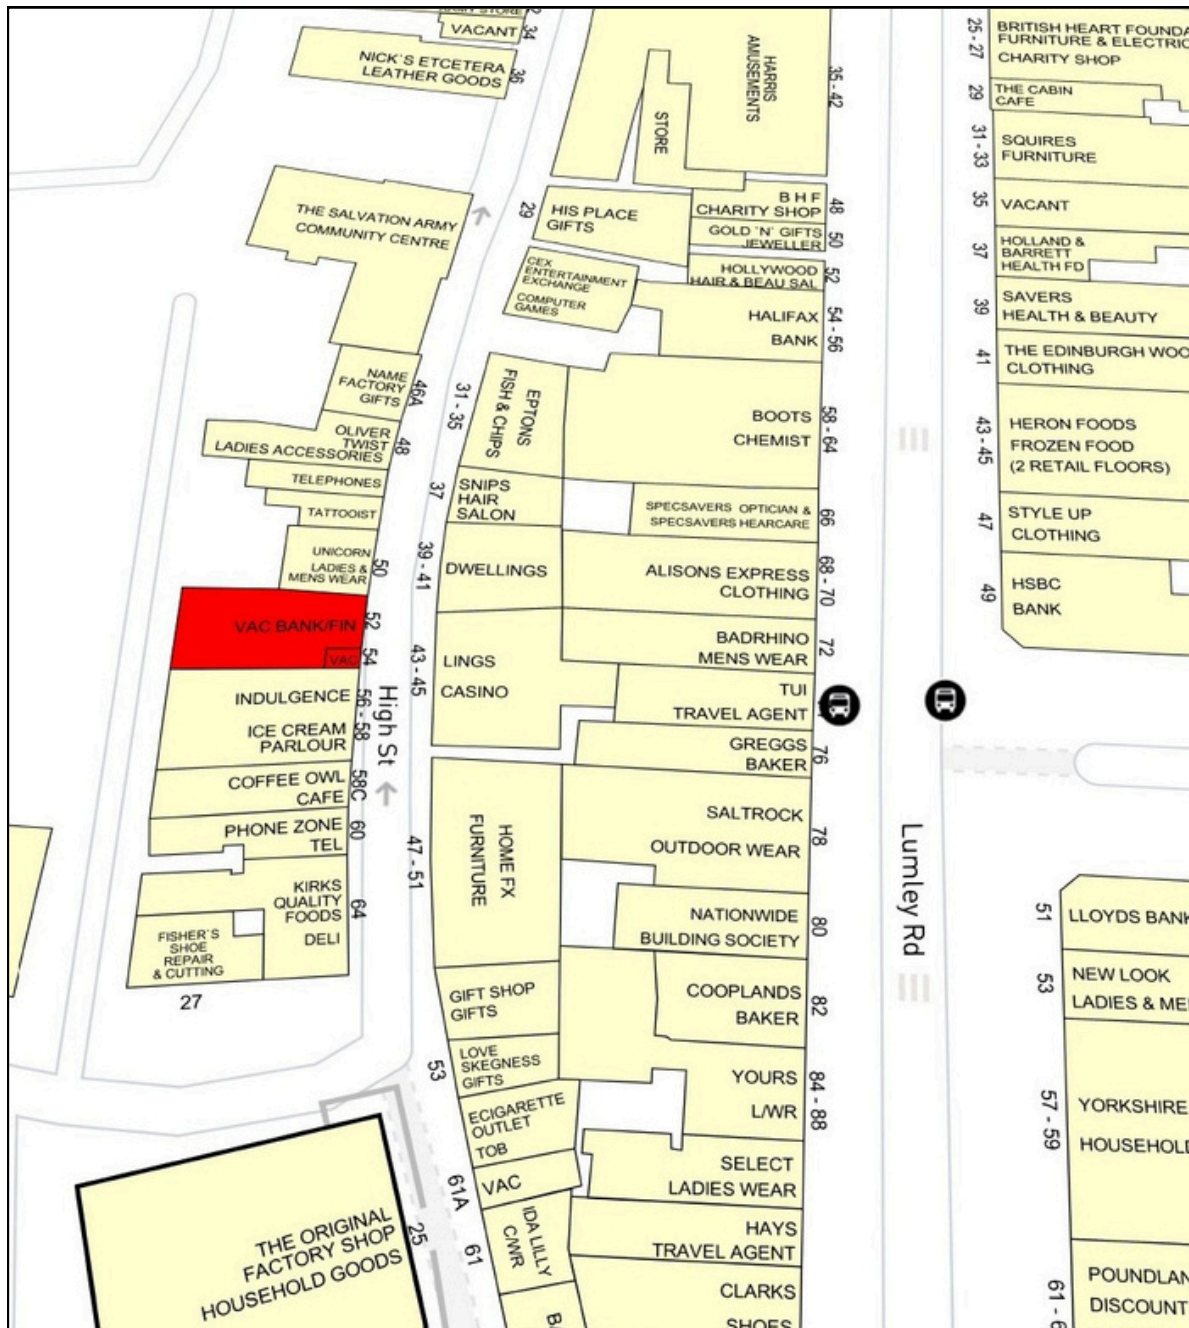 ARMY STORE
VACANT
34
NICK'S ETCETERA
LEATHER GOODS
36
THE SALVATION ARMY
COMMUNITY CENTRE
NAME
FACTORY
GIFTS
46A
OLIVER
TWIST
LADIES ACCESSORIES
48
TELEPHONES
TATTOOIST
UNICORN
LADIES &
MENS WEAR
50
VAC BANK/FIN
52
VAC
54
INDULGENCE
ICE CREAM
PARLOUR
56 - 58
COFFEE OWL
CAFE
58C
PHONE ZONE
TEL
60
KIRKS
QUALITY
FOODS
DELI
64
FISHER'S
SHOE
REPAIR
& CUTTING
27
THE ORIGINAL
FACTORY SHOP
HOUSEHOLD GOODS
25
High St
HARRIS
AMUSEMENTS
35 - 42
STORE
29
HIS PLACE
GIFTS
B H F
CHARITY SHOP
48
GOLD 'N' GIFTS
JEWELLER
50
CEX
ENTERTAINMENT
EXCHANGE
COMPUTER
GAMES
HOLLYWOOD
HAIR & BEAU SAL
52
HALIFAX
BANK
54 - 56
31 - 35
EPTONS
FISH & CHIPS
BOOTS
CHEMIST
58 - 64
37
SNIPS
HAIR
SALON
SPECSAVERS OPTICIAN &
SPECSAVERS HEARCARE
66
39 - 41
DWELLINGS
ALISONS EXPRESS
CLOTHING
68 - 70
43 - 45
LINGS
CASINO
BADRHINO
MENS WEAR
72
TUI
TRAVEL AGENT
GREGGS
BAKER
76
47 - 51
HOME FX
FURNITURE
SALTROCK
OUTDOOR WEAR
78
NATIONWIDE
BUILDING SOCIETY
80
GIFT SHOP
GIFTS
COOPLANDS
BAKER
82
53
LOVE
SKEGNESS
GIFTS
YOURS
L/WR
84 - 88
ECIGARETTE
OUTLET
TOB
SELECT
LADIES WEAR
61A
VAC
61
IDA LILLY
C/WR
HAYS
TRAVEL AGENT
CLARKS
SHOES
BA
Lumley Rd
25 - 27
BRITISH HEART FOUNDA
FURNITURE & ELECTRIC
CHARITY SHOP
29
THE CABIN
CAFE
31 - 33
SQUIRES
FURNITURE
35
VACANT
37
HOLLAND &
BARRETT
HEALTH FD
39
SAVERS
HEALTH & BEAUTY
41
THE EDINBURGH WOO
CLOTHING
43 - 45
HERON FOODS
FROZEN FOOD
(2 RETAIL FLOORS)
47
STYLE UP
CLOTHING
49
HSBC
BANK
51
LLOYDS BANK
53
NEW LOOK
LADIES & ME
57 - 59
YORKSHIRE
HOUSEHOLD
61 - 6
POUNDLAN
DISCOUNT